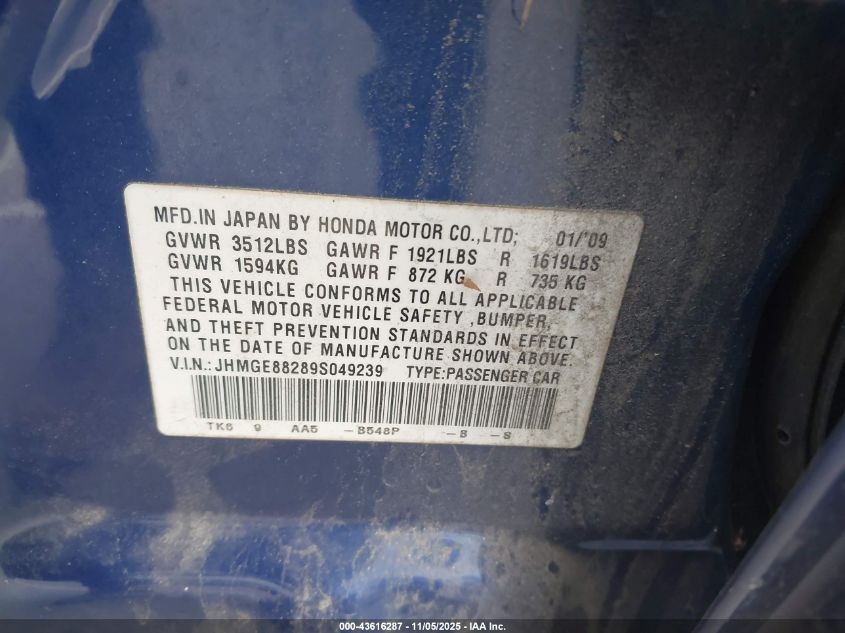 MFD.IN JAPAN BY HONDA MOTOR CO.,LTD; 01/'09
GVWR 3512LBS GAWR F 1921LBS R 1619LBS
GVWR 1594KG GAWR F 872 KG R 735 KG
THIS VEHICLE CONFORMS TO ALL APPLICABLE
FEDERAL MOTOR VEHICLE SAFETY ,BUMPER,
AND THEFT PREVENTION STANDARDS IN EFFECT
ON THE DATE OF MANUFACTURE SHOWN ABOVE.
V.I.N.: JHMGE88289S049239 TYPE:PASSENGER CAR
TK6 9 AA5 -B548P -B -S
000-43616287 - 11/05/2025 - IAA Inc.